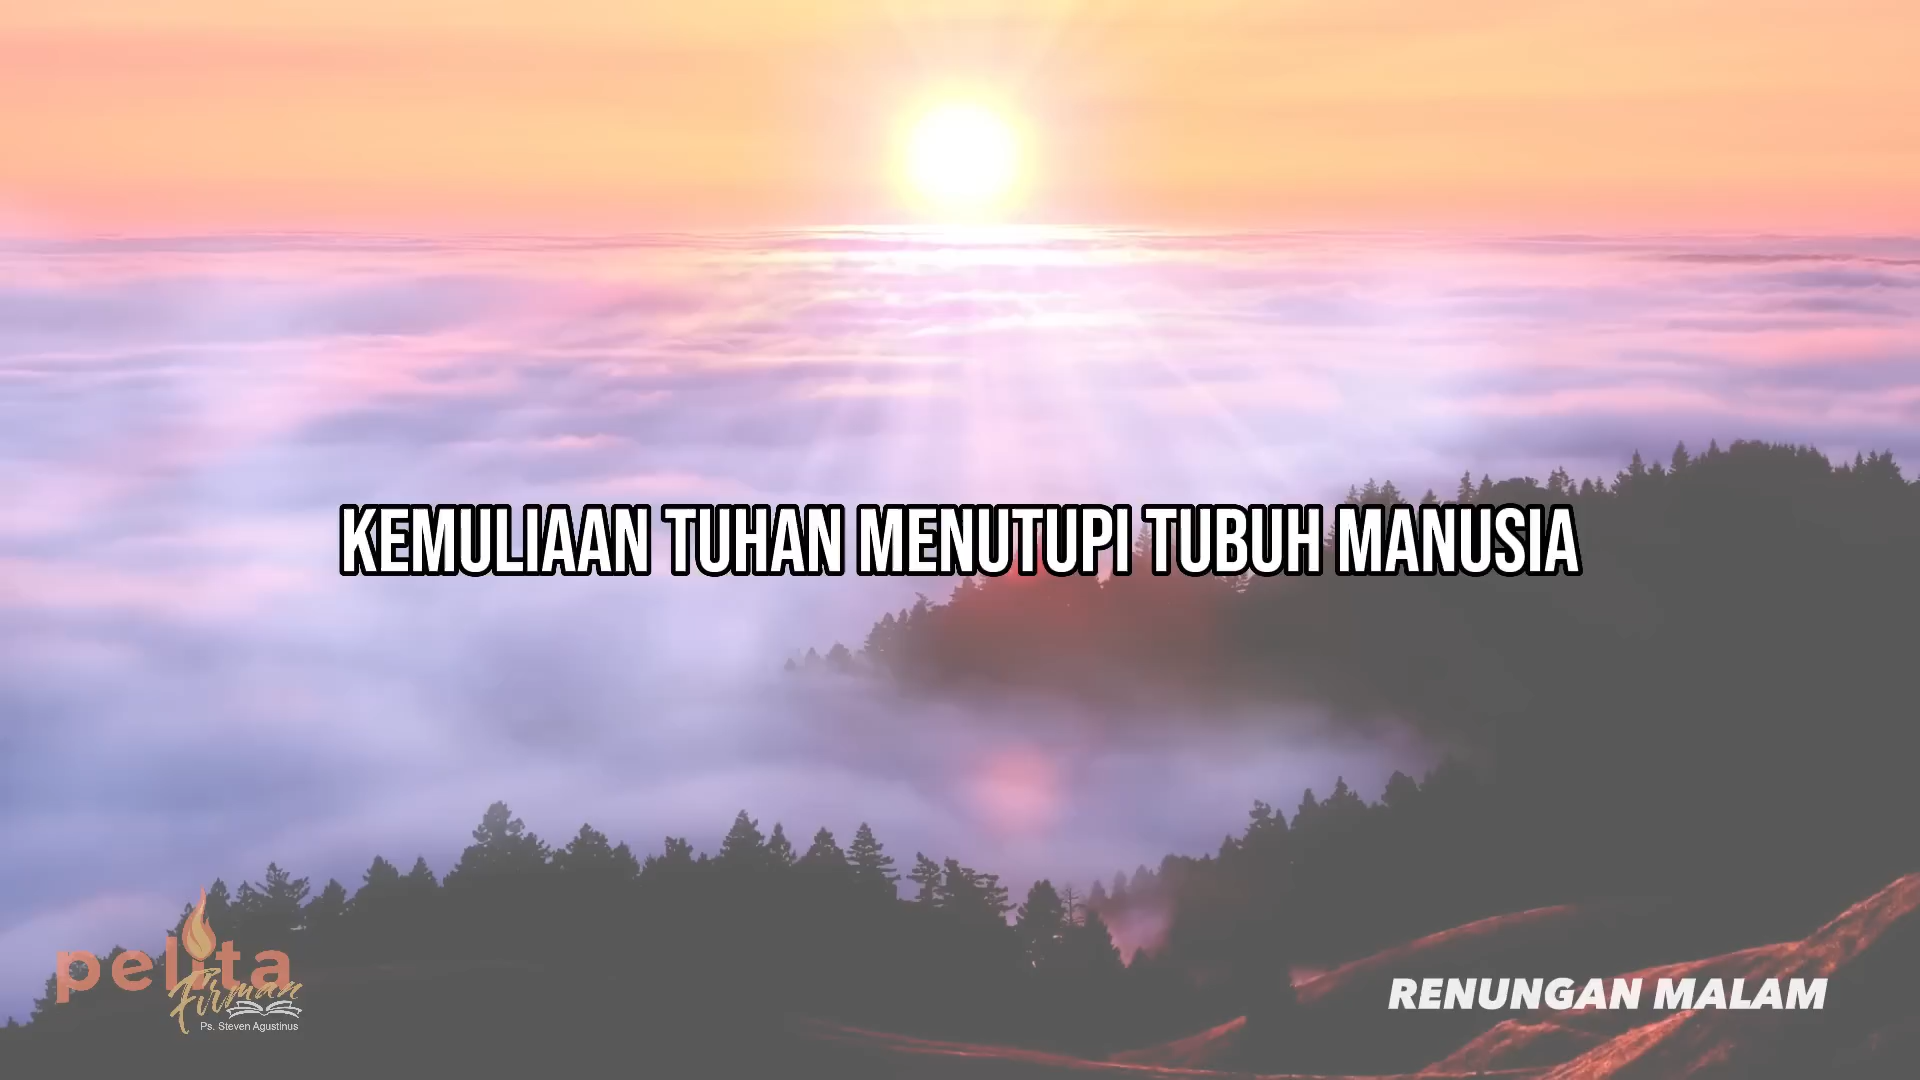 KEMULIAAN TUHAN MENUTUPI TUBUH MANUSIA
pelita
Firman
Ps. Steven Agustinus
RENUNGAN MALAM